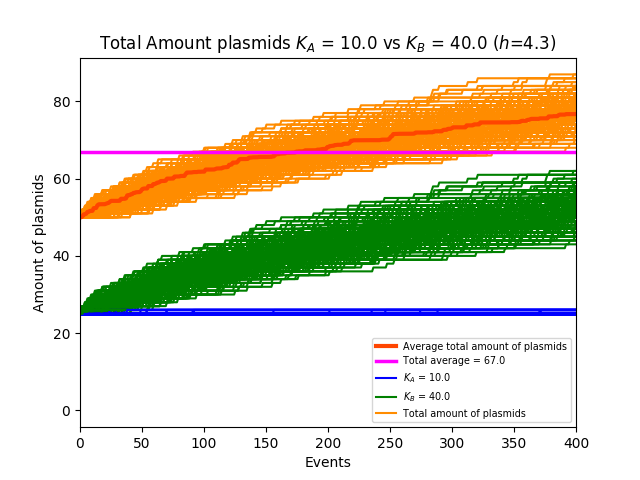 Total Amount plasmids K_A = 10.0 vs K_B = 40.0 (h=4.3)
Amount of plasmids
80
60
40
20
0
Average total amount of plasmids
Total average = 67.0
K_A = 10.0
K_B = 40.0
Total amount of plasmids
0 50 100 150 200 250 300 350 400
Events